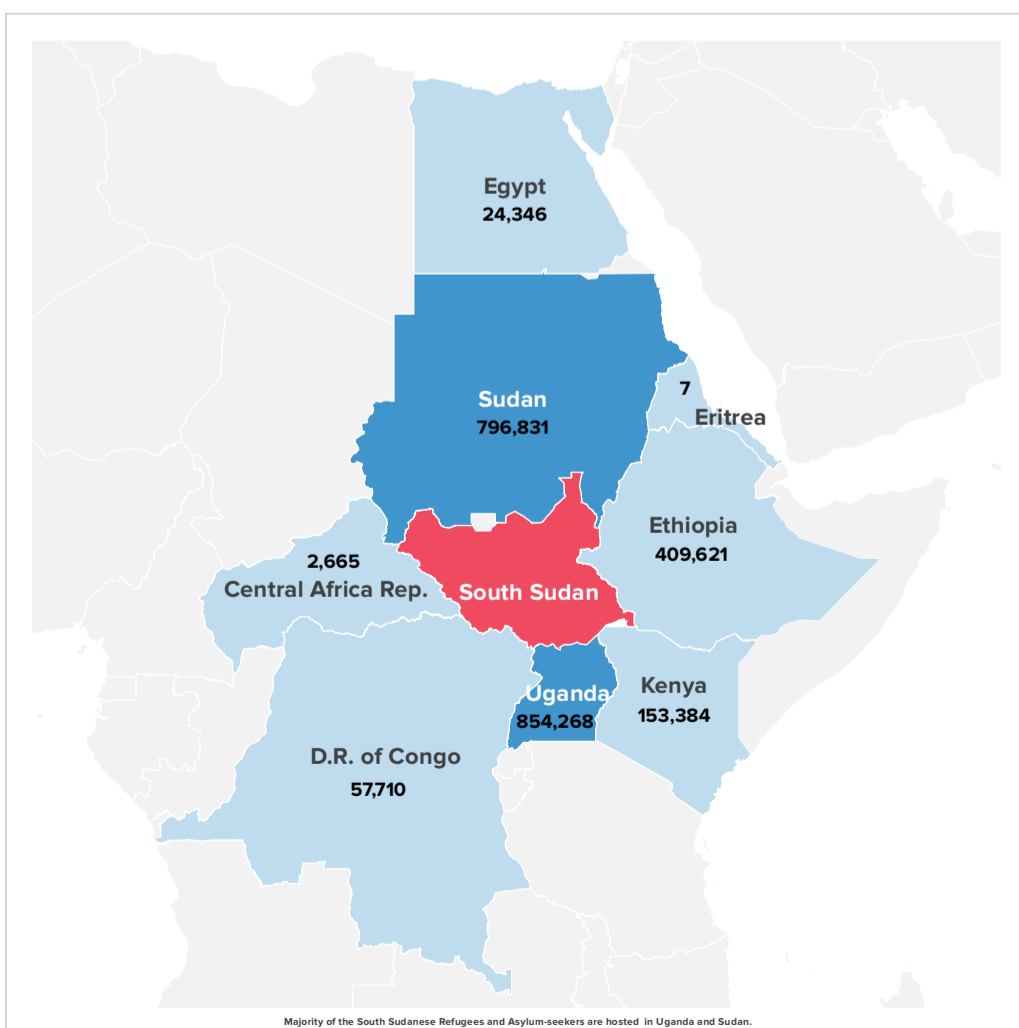 Egypt
24,346
Sudan
796,831
7
Eritrea
Ethiopia
409,621
2,665
Central Africa Rep.
South Sudan
Uganda
854,268
Kenya
153,384
D.R. of Congo
57,710
Majority of the South Sudanese Refugees and Asylum-seekers are hosted in Uganda and Sudan.